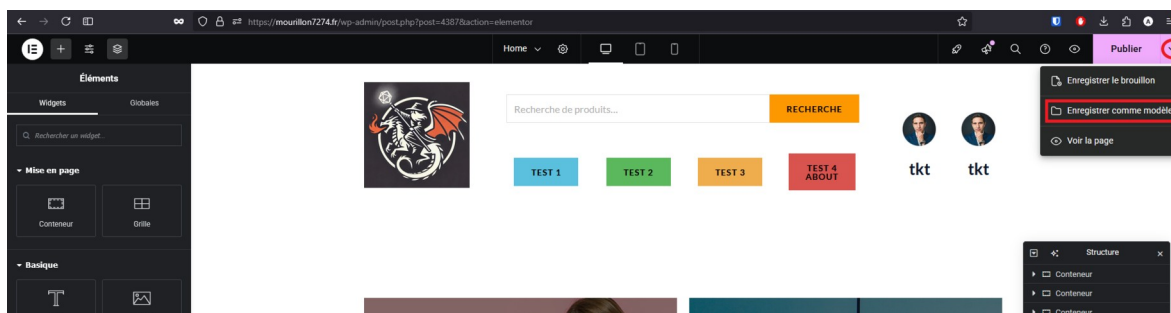 https://mourillon7274.fr/wp-admin/post.php?post=4387&action=elementor
Home
Publier
Éléments
Widgets Globales
Rechercher un widget...
Mise en page
Conteneur Grille
Basique
Recherche de produits...
RECHERCHE
TEST 1
TEST 2
TEST 3
TEST 4
ABOUT
tkt
tkt
Enregistrer le brouillon
Enregistrer comme modèle
Voir la page
Structure
Conteneur
Conteneur
Conteneur